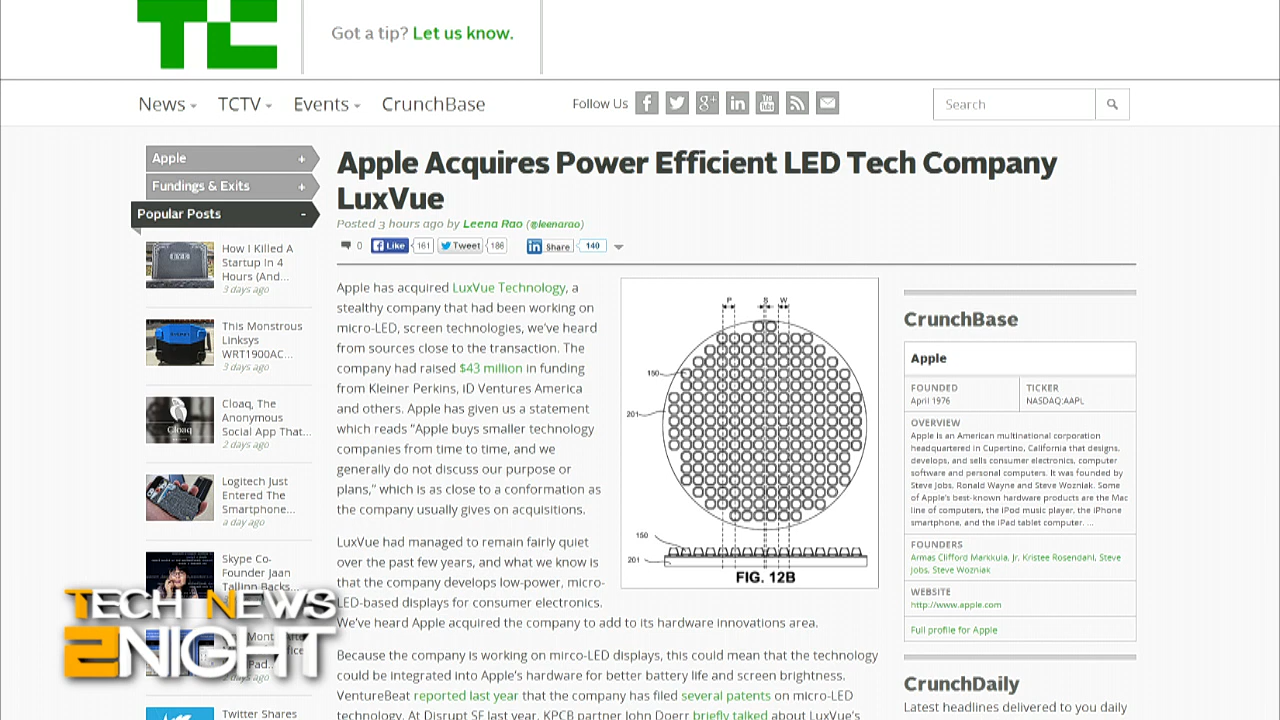 TC
Got a tip? Let us know.
News TCTV Events CrunchBase
Follow Us
Search
Apple +
Fundings & Exits +
Popular Posts -
How I Killed A
Startup In 4
Hours (And...
3 days ago
This Monstrous
Linksys
WRT1900AC...
3 days ago
Cloaq
Cloaq, The
Anonymous
Social App That...
2 days ago
Logitech Just
Entered The
Smartphone...
a day ago
Skype Co-
Founder Jaan
Tallinn Backs...
Twitter Shares
TECH NEWS
2NIGHT
Apple Acquires Power Efficient LED Tech Company
LuxVue
Posted 3 hours ago by Leena Rao (@leenarao)
0 Like 161 Tweet 186 in Share 140
Apple has acquired LuxVue Technology, a
stealthy company that had been working on
micro-LED, screen technologies, we've heard
from sources close to the transaction. The
company had raised $43 million in funding
from Kleiner Perkins, iD Ventures America
and others. Apple has given us a statement
which reads "Apple buys smaller technology
companies from time to time, and we
generally do not discuss our purpose or
plans," which is as close to a conformation as
the company usually gives on acquisitions.
LuxVue had managed to remain fairly quiet
over the past few years, and what we know is
that the company develops low-power, micro-
LED-based displays for consumer electronics.
We've heard Apple acquired the company to add to its hardware innovations area.
Because the company is working on mirco-LED displays, this could mean that the technology
could be integrated into Apple's hardware for better battery life and screen brightness.
VentureBeat reported last year that the company has filed several patents on micro-LED
technology. At Disrupt SF last year, KPCB partner John Doerr briefly talked about LuxVue's
P S W
150
201
150
201
FIG. 12B
CrunchBase
Apple
FOUNDED
April 1976
TICKER
NASDAQ:AAPL
OVERVIEW
Apple is an American multinational corporation
headquartered in Cupertino, California that designs,
develops, and sells consumer electronics, computer
software and personal computers. It was founded by
Steve Jobs, Ronald Wayne and Steve Wozniak. Some
of Apple's best-known hardware products are the Mac
line of computers, the iPod music player, the iPhone
smartphone, and the iPad tablet computer. ...
FOUNDERS
Armas Clifford Markkula, Jr, Kristee Rosendahl, Steve
Jobs, Steve Wozniak
WEBSITE
http://www.apple.com
Full profile for Apple
CrunchDaily
Latest headlines delivered to you daily